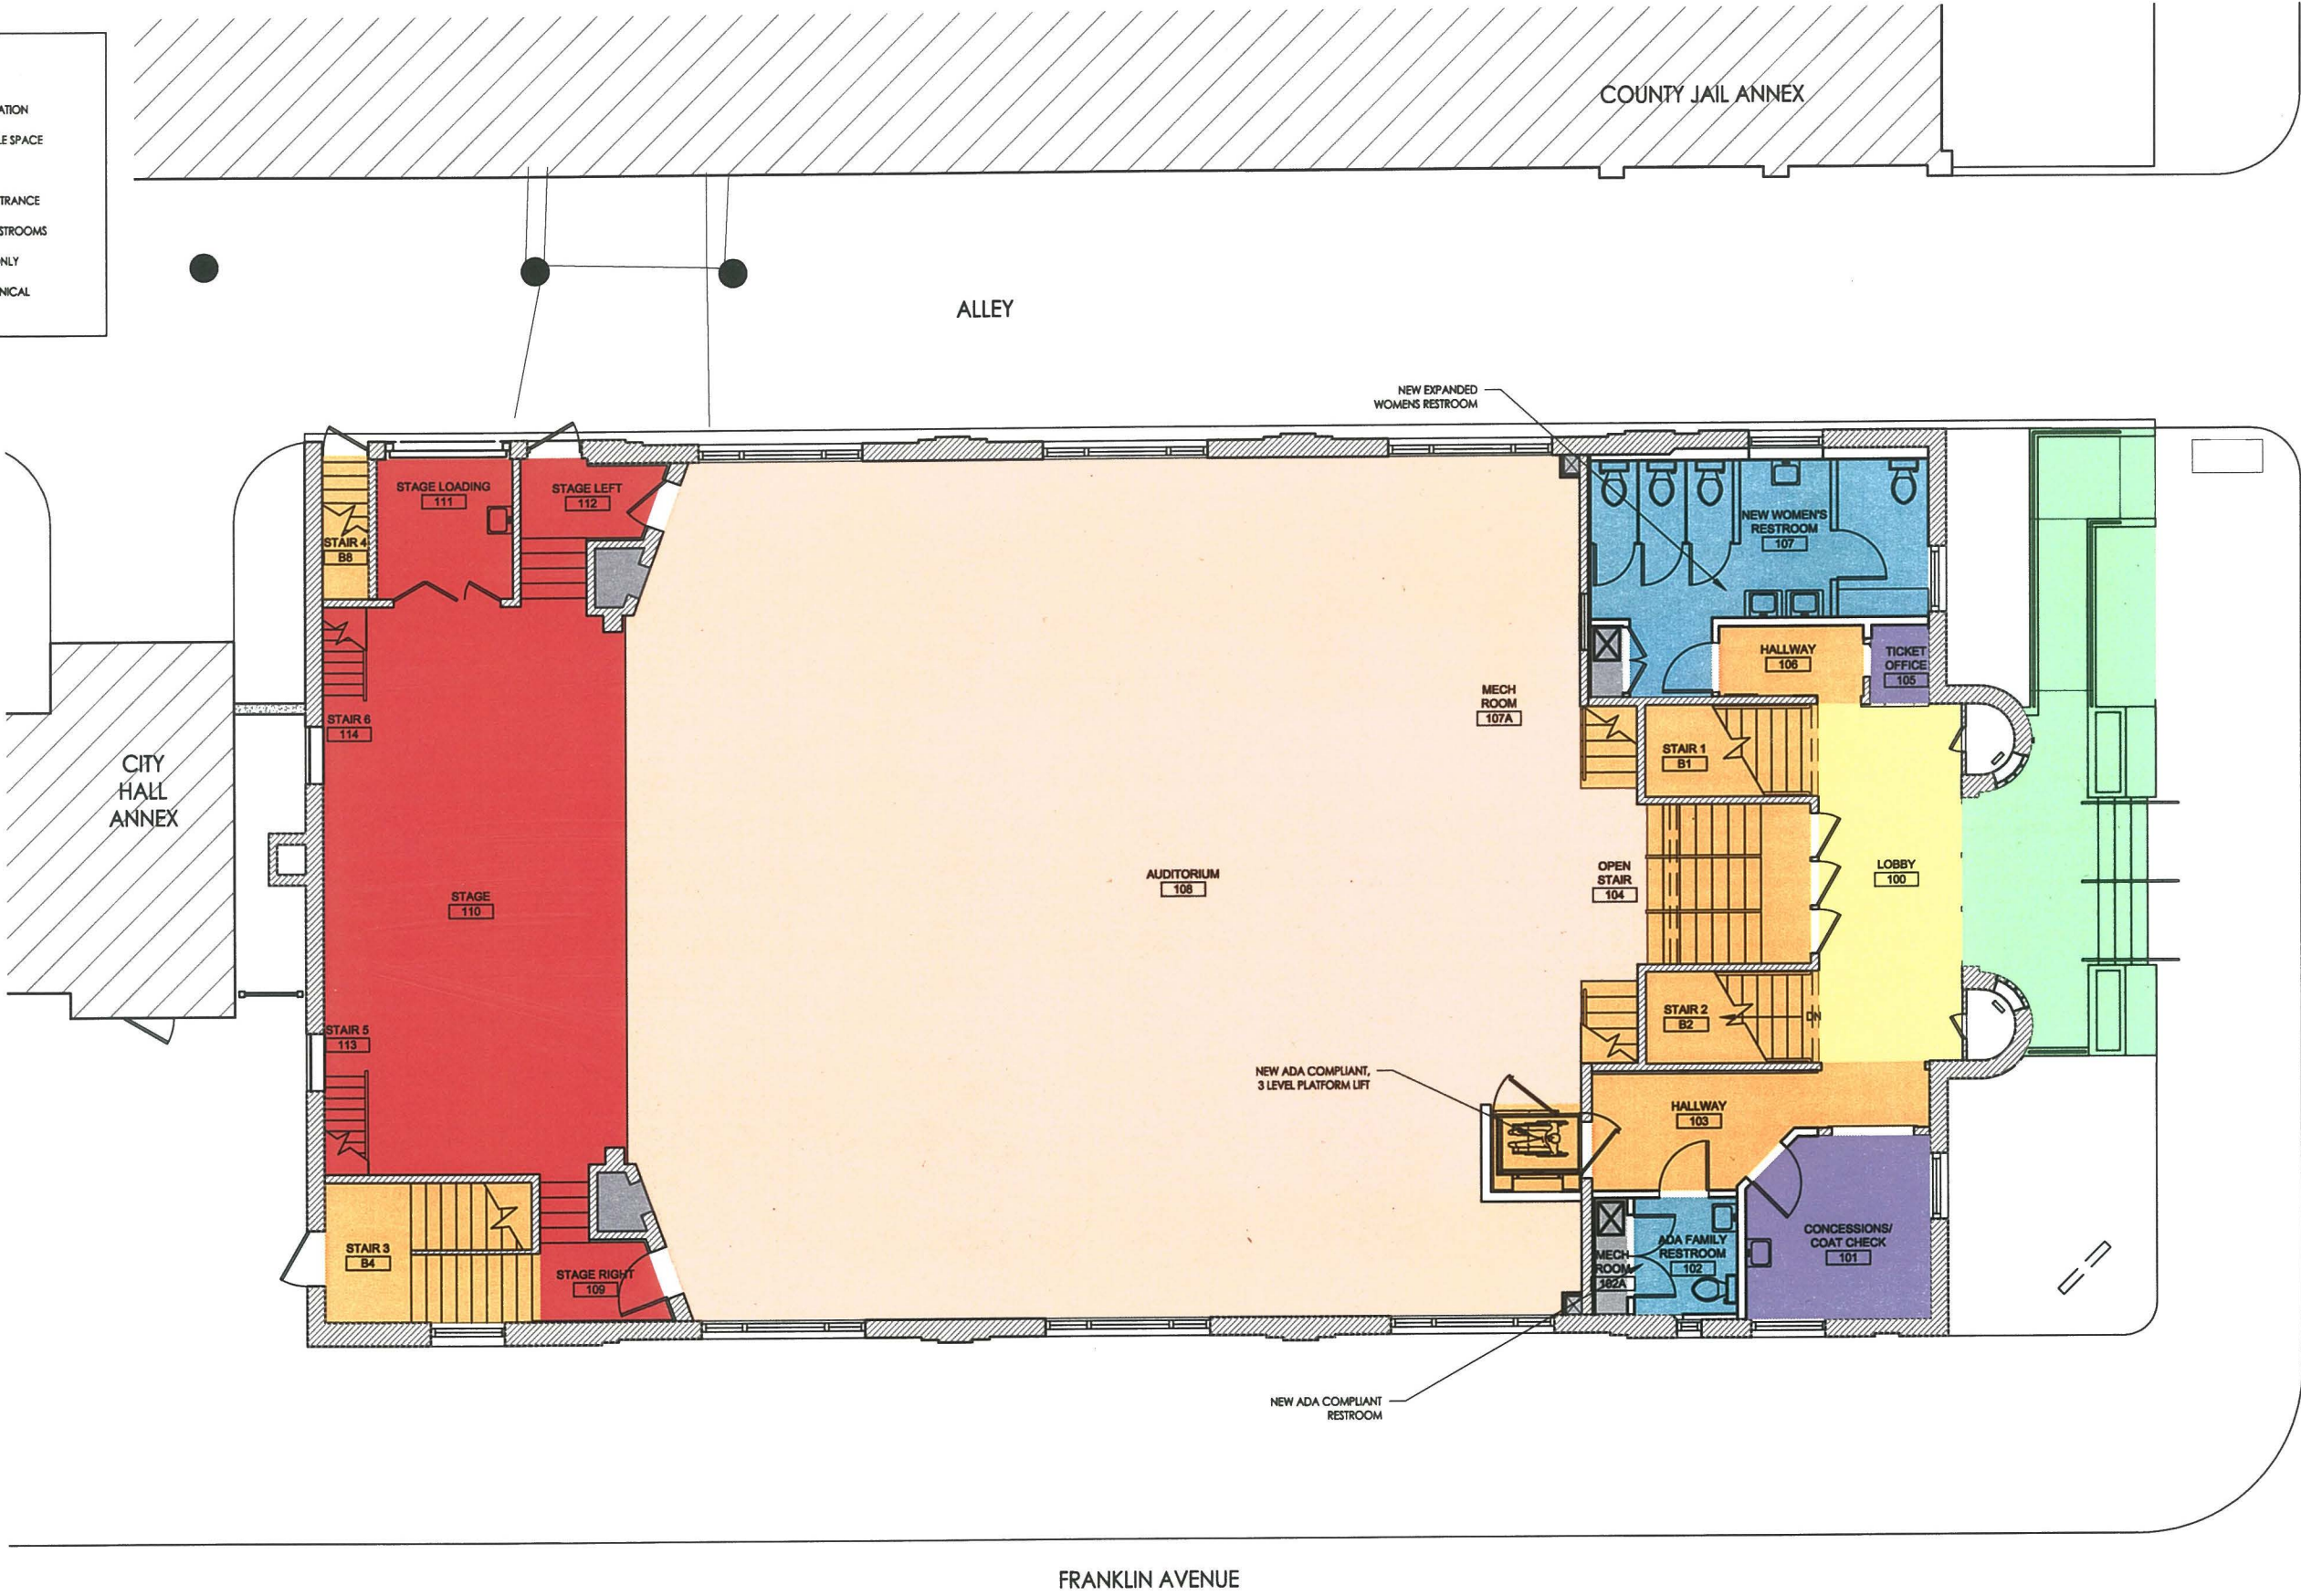 COUNTY JAIL ANNEX
ATION
LE SPACE
TRANCE
STROOMS
NLY
NICAL
ALLEY
NEW EXPANDED
WOMENS RESTROOM
STAGE LOADING
111
STAGE LEFT
112
STAIR 4
B8
NEW WOMEN'S
RESTROOM
107
HALLWAY
106
TICKET
OFFICE
105
MECH
ROOM
107A
STAIR 6
114
STAIR 1
B1
CITY
HALL
ANNEX
STAGE
110
AUDITORIUM
108
OPEN
STAIR
104
LOBBY
100
STAIR 5
113
STAIR 2
B2
DN
NEW ADA COMPLIANT,
3 LEVEL PLATFORM LIFT
HALLWAY
103
STAIR 3
B4
STAGE RIGHT
109
MECH
ROOM
102A
ADA FAMILY
RESTROOM
102
CONCESSIONS/
COAT CHECK
101
NEW ADA COMPLIANT
RESTROOM
FRANKLIN AVENUE